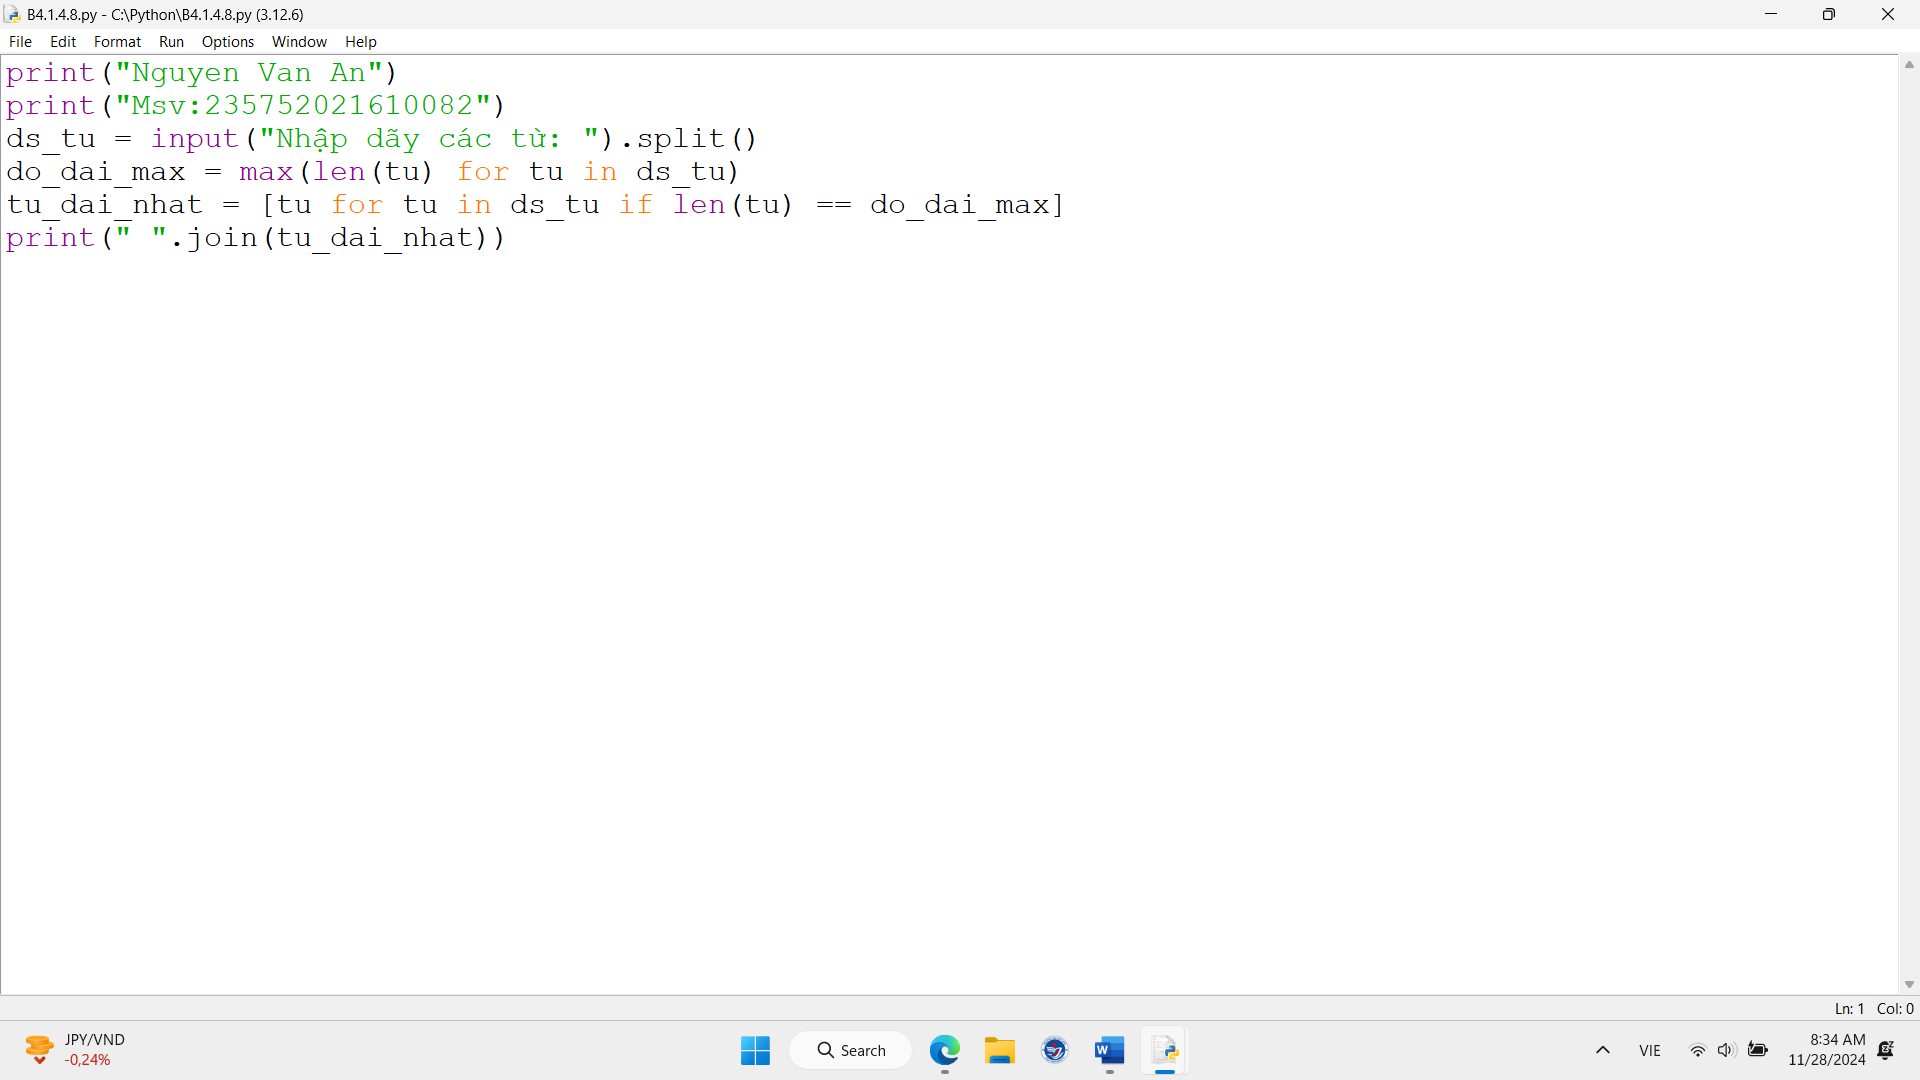 B4.1.4.8.py - C:\Python\B4.1.4.8.py (3.12.6)
File Edit Format Run Options Window Help
print("Nguyen Van An")
print("Msv:235752021610082")
ds_tu = input("Nhập dãy các từ: ").split()
do_dai_max = max(len(tu) for tu in ds_tu)
tu_dai_nhat = [tu for tu in ds_tu if len(tu) == do_dai_max]
print(" ".join(tu_dai_nhat))
Ln: 1 Col: 0
JPY/VND
-0,24%
Search
VIE
8:34 AM
11/28/2024